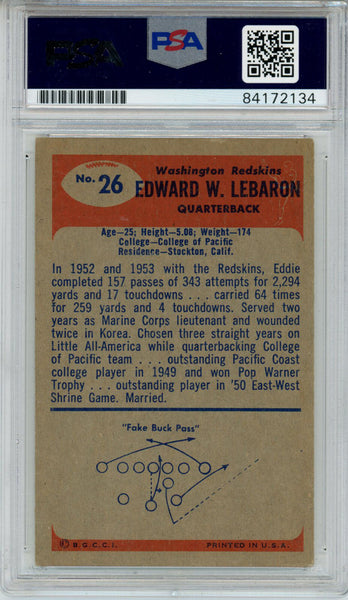 PSA
PSA
84172134
No. 26
Washington Redskins
EDWARD W. LEBARON
QUARTERBACK
Age—25; Height—5.08; Weight—174
College—College of Pacific
Residence—Stockton, Calif.
In 1952 and 1953 with the Redskins, Eddie
completed 157 passes of 343 attempts for 2,294
yards and 17 touchdowns . . . carried 64 times
for 259 yards and 4 touchdowns. Served two
years as Marine Corps lieutenant and wounded
twice in Korea. Chosen three straight years on
Little All-America while quarterbacking College
of Pacific team . . . outstanding Pacific Coast
college player in 1949 and won Pop Warner
Trophy . . . outstanding player in '50 East-West
Shrine Game. Married.
"Fake Buck Pass"
© B.G.C.C.I. PRINTED IN U.S.A.